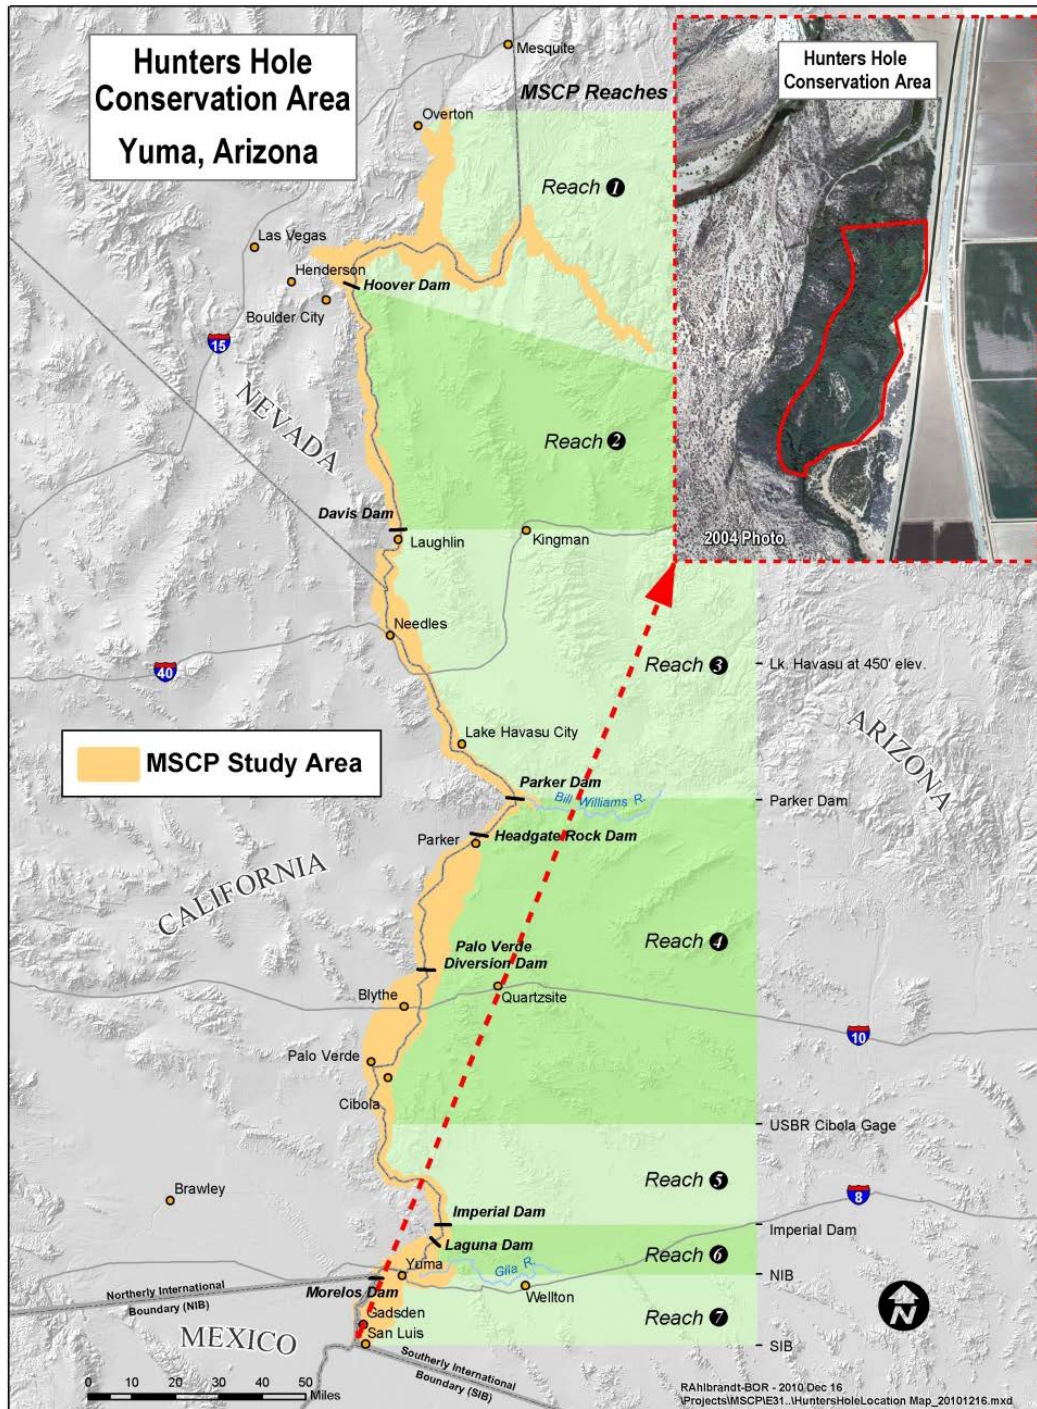 Hunters Hole
Conservation Area
Yuma, Arizona
Mesquite
MSCP Reaches
Hunters Hole
Conservation Area
Overton
Reach 1
Las Vegas
Henderson
Hoover Dam
Boulder City
15
NEVADA
Reach 2
Davis Dam
Laughlin
Kingman
2004 Photo
Needles
40
Reach 3
Lk. Havasu at 450' elev.
ARIZONA
Lake Havasu City
MSCP Study Area
Parker Dam
Bill Williams R.
Parker Dam
Parker
Headgate Rock Dam
CALIFORNIA
Reach 4
Palo Verde
Diversion Dam
Blythe
Quartzsite
10
Palo Verde
Cibola
USBR Cibola Gage
Reach 5
Brawley
8
Imperial Dam
Imperial Dam
Laguna Dam
Reach 6
Yuma
Glia R.
NIB
Northerly International
Boundary (NIB)
Morelos Dam
Wellton
Gadsden
Reach 7
N
San Luis
MEXICO
SIB
Southerly International
Boundary (SIB)
0 10 20 30 40 50
Miles
RAhlbrandt-BOR - 2010 Dec 16
\Projects\MSCP\E31..\HuntersHoleLocation Map_20101216.mxd